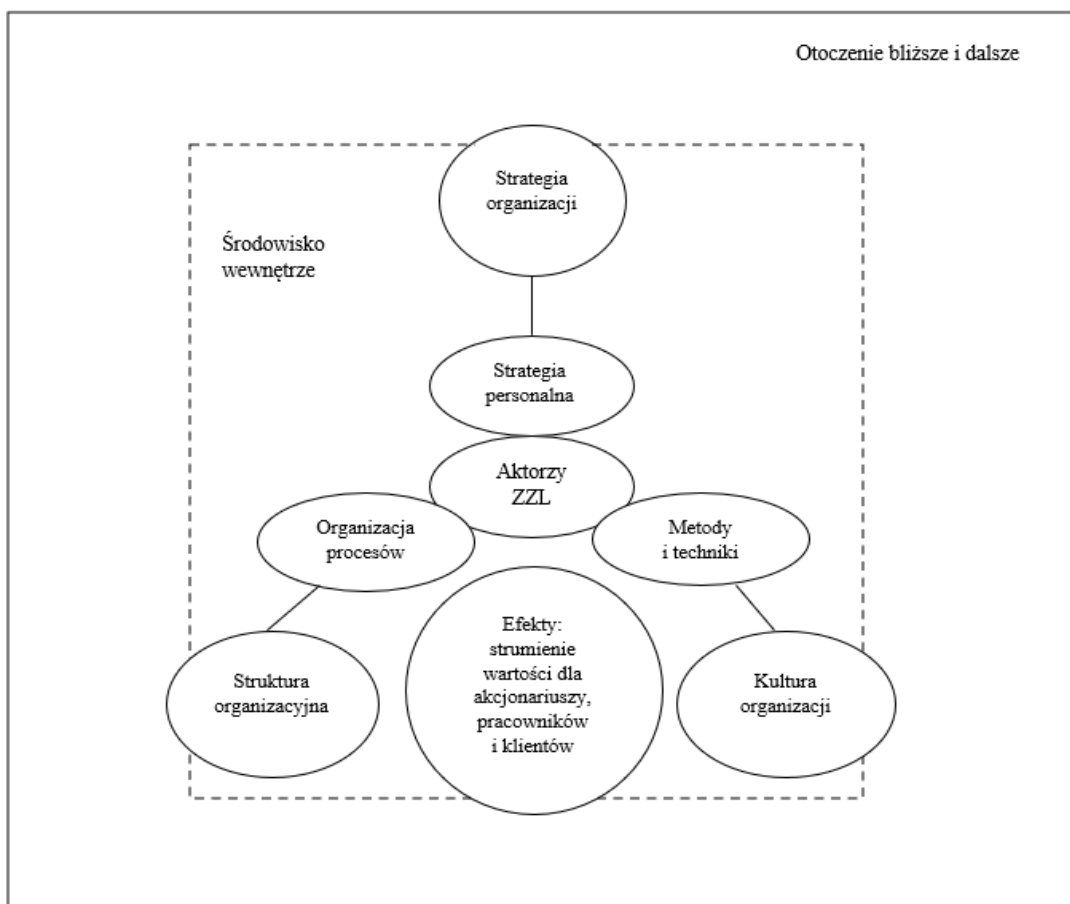 Otoczenie bliższe i dalsze
Strategia
organizacji
Środowisko
wewnętrze
Strategia
personalna
Aktorzy
ZZL
Organizacja
procesów
Metody
i techniki
Efekty:
strumienie
wartości dla
akcjonariuszy,
pracowników
i klientów
Struktura
organizacyjna
Kultura
organizacji